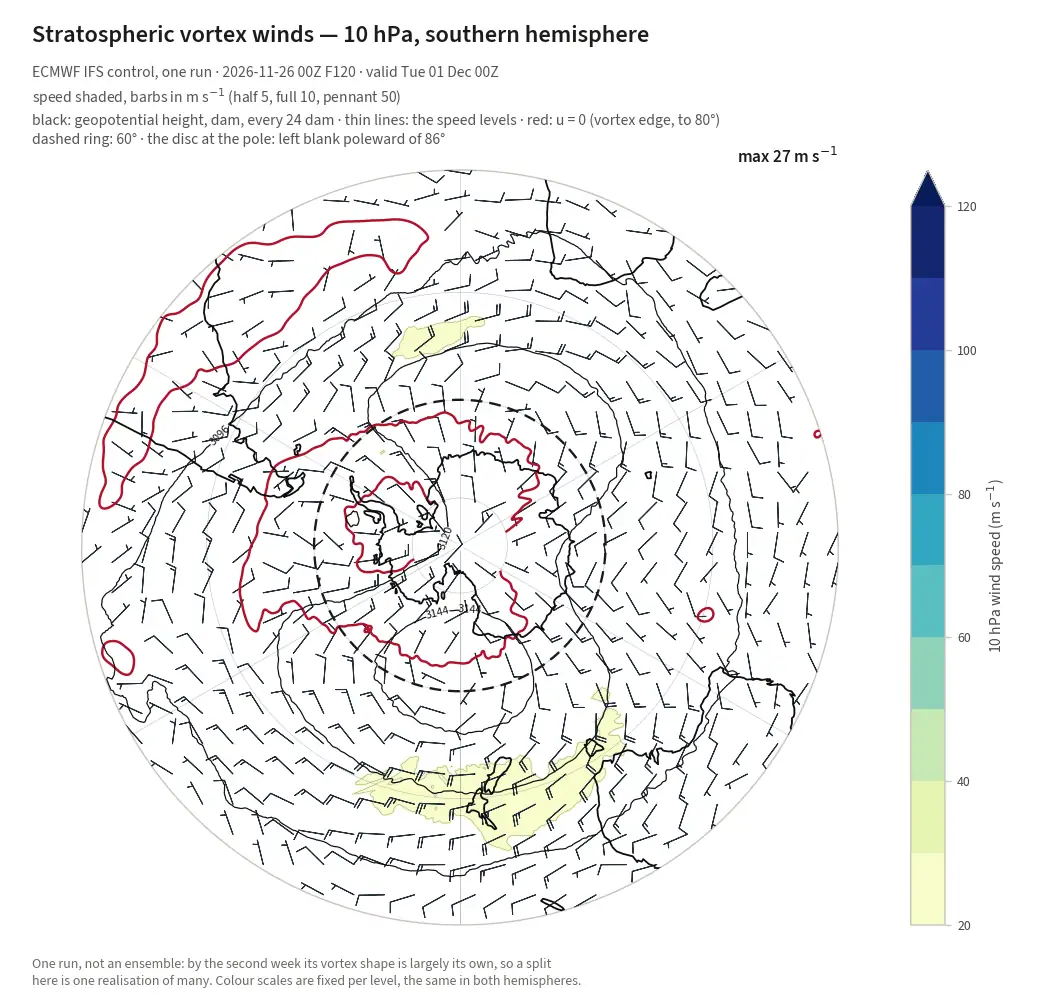 Stratospheric vortex winds — 10 hPa, southern hemisphere
ECMWF IFS control, one run · 2026-11-26 00Z F120 · valid Tue 01 Dec 00Z
speed shaded, barbs in m s⁻¹ (half 5, full 10, pennant 50)
black: geopotential height, dam, every 24 dam · thin lines: the speed levels · red: u = 0 (vortex edge, to 80°)
dashed ring: 60° · the disc at the pole: left blank poleward of 86°
max 27 m s⁻¹
120
100
80
60
40
20
10 hPa wind speed (m s⁻¹)
3096
3120
3144
3144
One run, not an ensemble: by the second week its vortex shape is largely its own, so a split
here is one realisation of many. Colour scales are fixed per level, the same in both hemispheres.